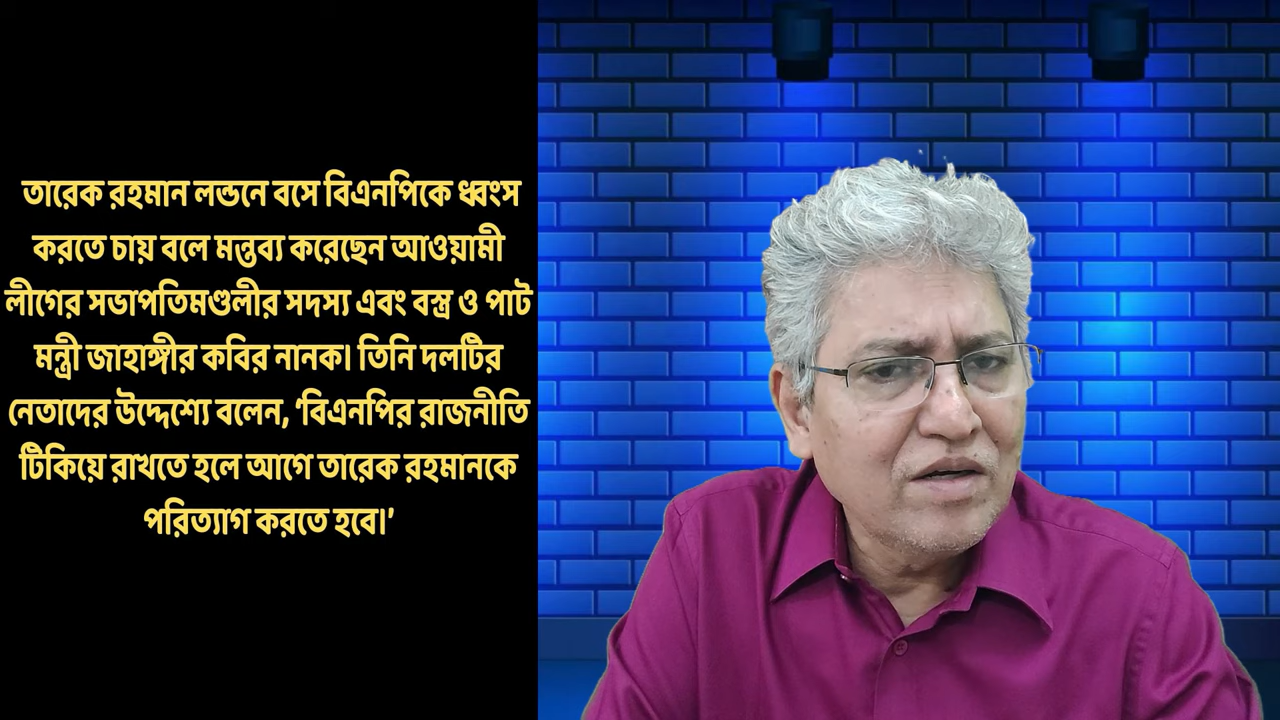 তারেক রহমান লন্ডনে বসে বিএনপিকে ধ্বংস
করতে চায় বলে মন্তব্য করেছেন আওয়ামী
লীগের সভাপতিমণ্ডলীর সদস্য এবং বস্ত্র ও পাট
মন্ত্রী জাহাঙ্গীর কবির নানক। তিনি দলটির
নেতাদের উদ্দেশ্যে বলেন, ‘বিএনপির রাজনীতি
টিকিয়ে রাখতে হলে আগে তারেক রহমানকে
পরিত্যাগ করতে হবে।’